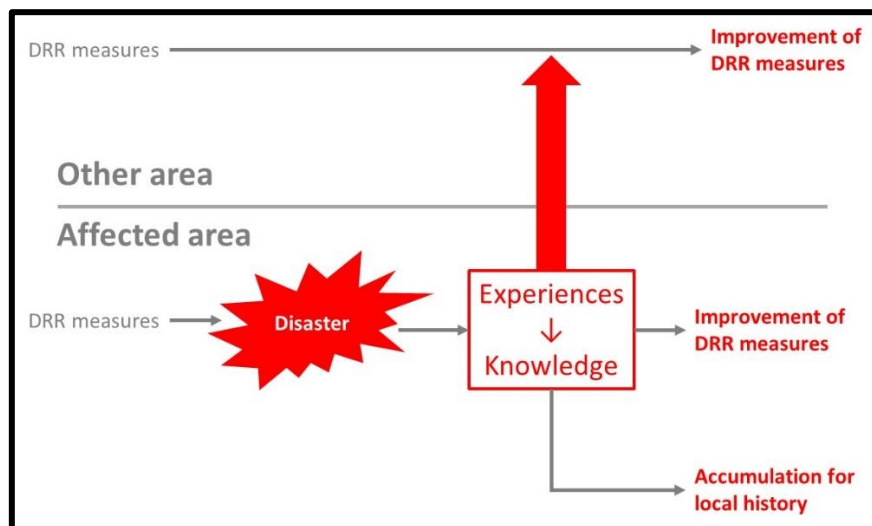 DRR measures
Improvement of
DRR measures
Other area
Affected area
DRR measures
Disaster
Experiences
↓
Knowledge
Improvement of
DRR measures
Accumulation for
local history